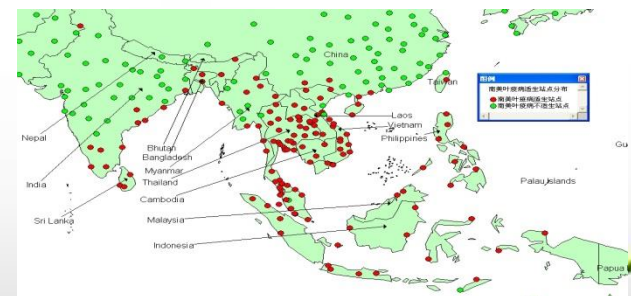 China
Taiwan
图例
南美叶疫病适生站点分布
南美叶疫病适生站点
南美叶疫病不适生站点
Nepal
Laos
Vietnam
Philippines
Bhutan
Bangladesh
Myanmar
India
Thailand
Palau Islands
Cambodia
Sri Lanka
Malaysia
Indonesia
Papua
Gu